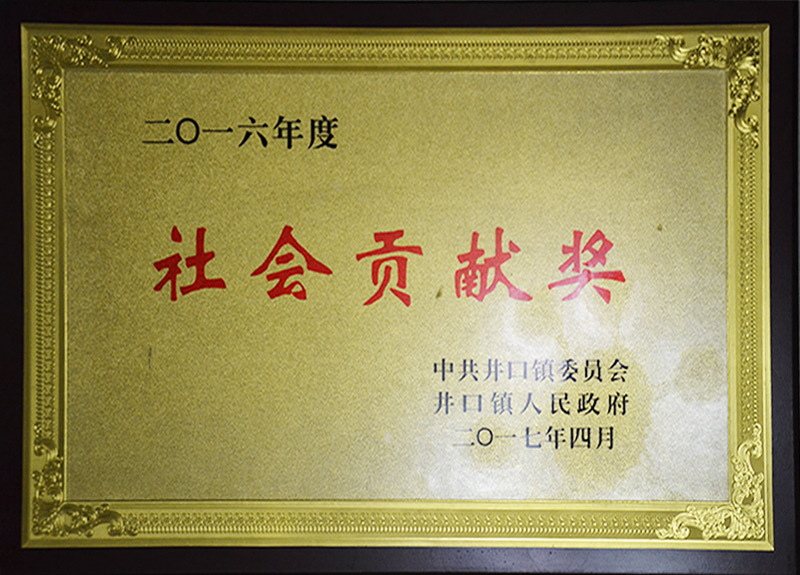 二〇一六年度
社会贡献奖
中共井口镇委员会
井口镇人民政府
二〇一七年四月